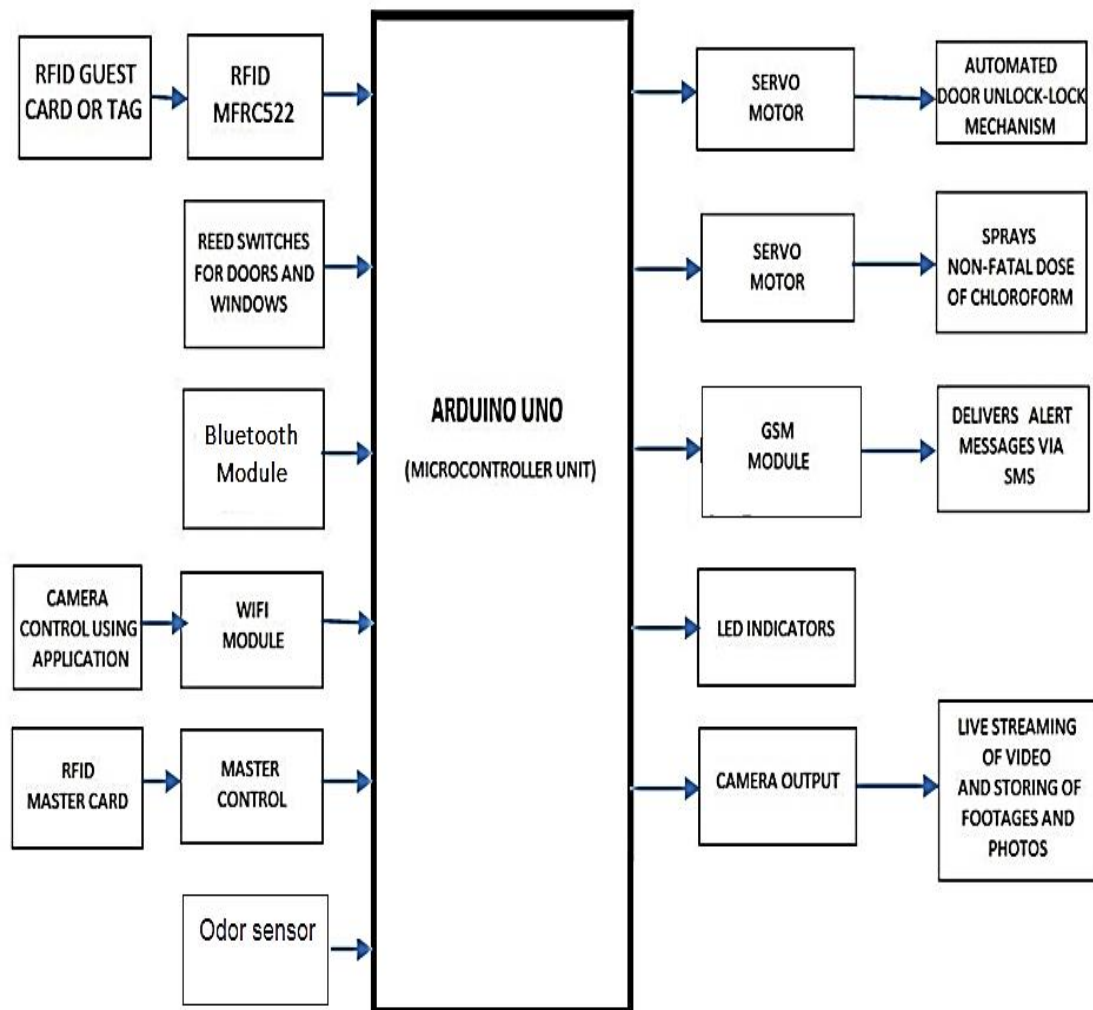 RFID GUEST
CARD OR TAG
RFID
MFRC522
REED SWITCHES
FOR DOORS AND
WINDOWS
Bluetooth
Module
CAMERA
CONTROL USING
APPLICATION
WIFI
MODULE
RFID
MASTER CARD
MASTER
CONTROL
Odor sensor
ARDUINO UNO
(MICROCONTROLLER UNIT)
SERVO
MOTOR
AUTOMATED
DOOR UNLOCK-LOCK
MECHANISM
SERVO
MOTOR
SPRAYS
NON-FATAL DOSE
OF CHLOROFORM
GSM
MODULE
DELIVERS ALERT
MESSAGES VIA
SMS
LED INDICATORS
CAMERA OUTPUT
LIVE STREAMING
OF VIDEO
AND STORING OF
FOOTAGES AND
PHOTOS